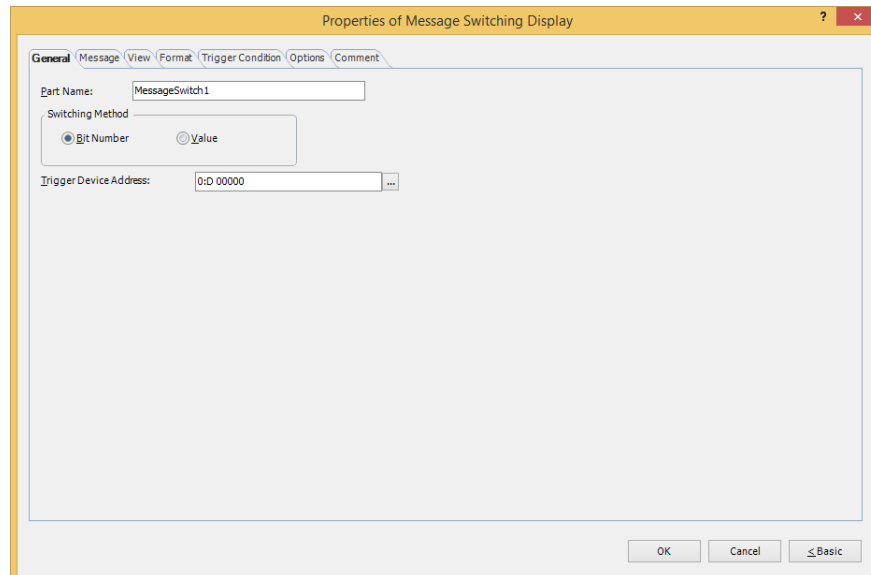 Properties of Message Switching Display ? ×
General Message View Format Trigger Condition Options Comment
Part Name: MessageSwitch1
Switching Method
Bit Number Value
Trigger Device Address: 0:D 00000 ...
OK Cancel < Basic